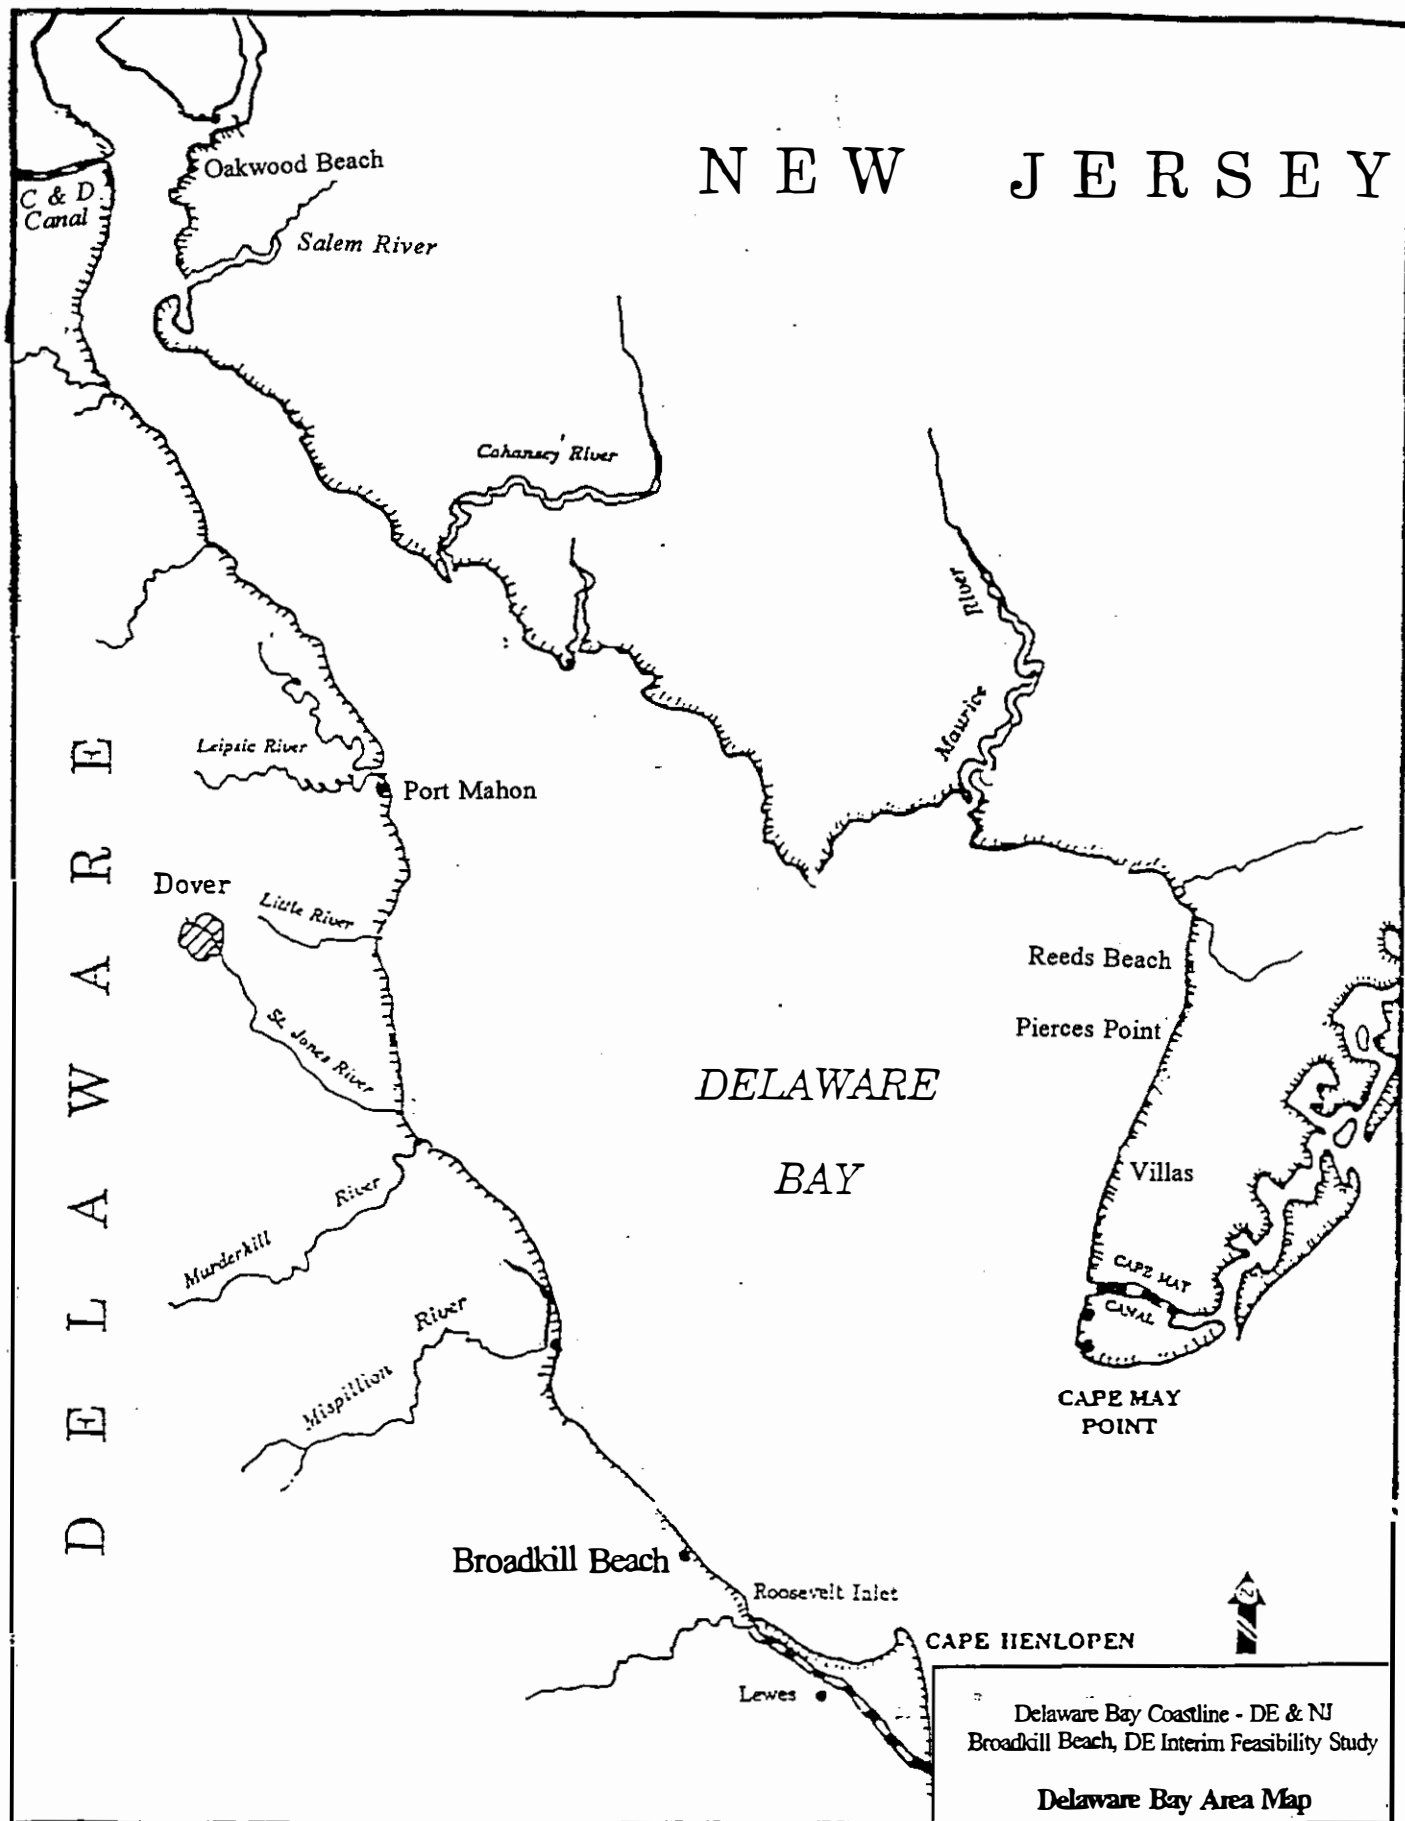 NEW JERSEY
Oakwood Beach
C & D
Canal
Salem River
Cohansey River
Maurice River
Leipsic River
Port Mahon
DELAWARE
Dover
Little River
St. Jones River
Reeds Beach
Pierces Point
DELAWARE
BAY
Villas
Murderkill River
Mispillion River
CAPE MAY
CANAL
CAPE MAY
POINT
Broadkill Beach
Roosevelt Inlet
CAPE HENLOPEN
Lewes
N
Delaware Bay Coastline - DE & NJ
Broadkill Beach, DE Interim Feasibility Study
Delaware Bay Area Map